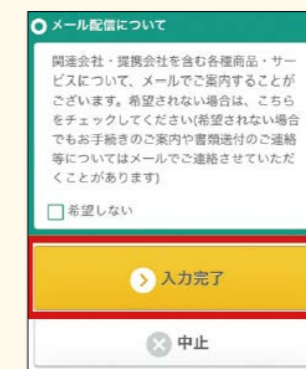 メール配信について
関連会社・提携会社を含む各種商品・サー
ビスについて、メールでご案内することが
ございます。希望されない場合は、こちら
をチェックしてください(希望されない場合
でもお手続きのご案内や書類送付のご連絡
等についてはメールでご連絡させていただ
くことがあります)
希望しない
入力完了
中止